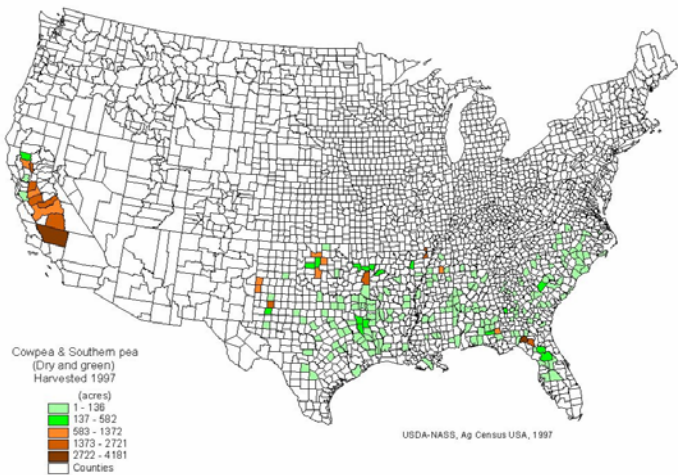 Cowpea & Southern pea
(Dry and green)
Harvested 1997
(acres)
1 - 136
137 - 582
583 - 1372
1373 - 2721
2722 - 4181
Counties
USDA-NASS, Ag Census USA, 1997